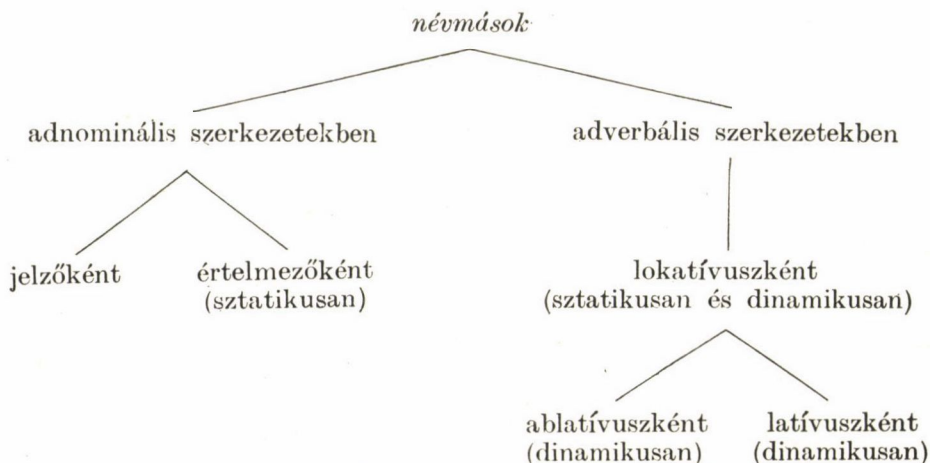 névmások
adnominális szerkezetekben adverbális szerkezetekben
jelzőként értelmezőként lokatívuszként
(sztatikusan) (sztatikusan és dinamikusan)
ablatívuszként latívuszként
(dinamikusan) (dinamikusan)